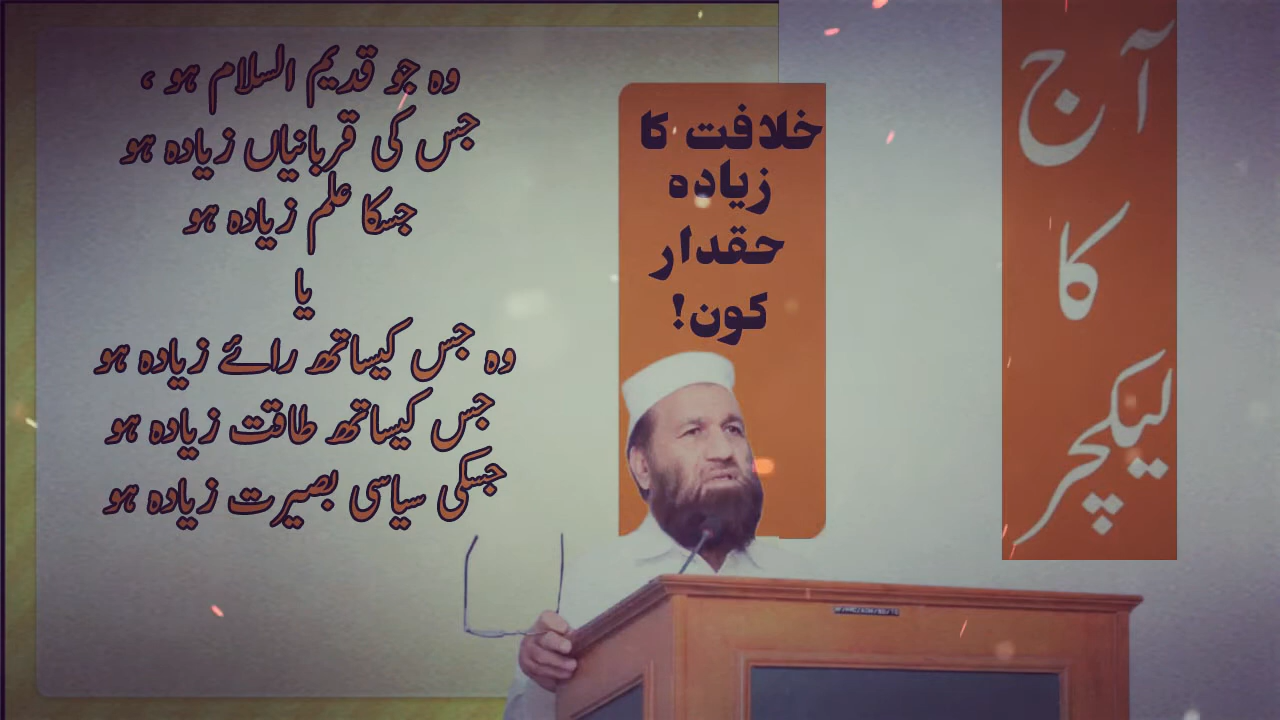 آج
کا
لیکچر
خلافت کا
زیادہ
حقدار
کون!
وہ جو قدیم السلام ہو ،
جس کی قربانیاں زیادہ ہو
جسکا علم زیادہ ہو
یا
وہ جس کیساتھ رائے زیادہ ہو
جس کیساتھ طاقت زیادہ ہو
جسکی سیاسی بصیرت زیادہ ہو